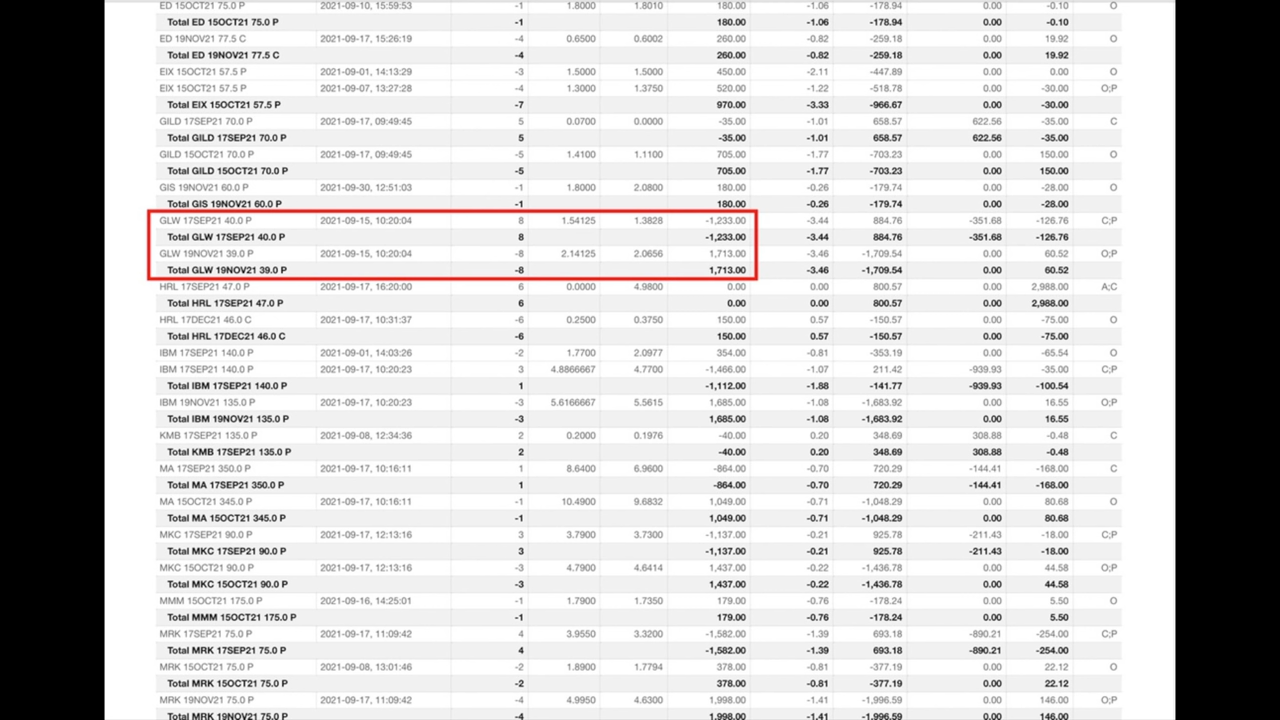 ED 15OCT21 75.0 P 2021-09-10, 15:59:53 -1 1.8000 1.8010 180.00 -1.06 -178.94 0.00 -0.10 O
Total ED 15OCT21 75.0 P -1 180.00 -1.06 -178.94 0.00 -0.10
ED 19NOV21 77.5 C 2021-09-17, 15:26:19 -4 0.6500 0.6002 260.00 -0.82 -259.18 0.00 19.92 O
Total ED 19NOV21 77.5 C -4 260.00 -0.82 -259.18 0.00 19.92
EIX 15OCT21 57.5 P 2021-09-01, 14:13:29 -3 1.5000 1.5000 450.00 -2.11 -447.89 0.00 0.00 O
EIX 15OCT21 57.5 P 2021-09-07, 13:27:28 -4 1.3000 1.3750 520.00 -1.22 -518.78 0.00 -30.00 O;P
Total EIX 15OCT21 57.5 P -7 970.00 -3.33 -966.67 0.00 -30.00
GILD 17SEP21 70.0 P 2021-09-17, 09:49:45 5 0.0700 0.0000 -35.00 -1.01 658.57 622.56 -35.00 C
Total GILD 17SEP21 70.0 P 5 -35.00 -1.01 658.57 622.56 -35.00
GILD 15OCT21 70.0 P 2021-09-17, 09:49:45 -5 1.4100 1.1100 705.00 -1.77 -703.23 0.00 150.00 O
Total GILD 15OCT21 70.0 P -5 705.00 -1.77 -703.23 0.00 150.00
GIS 19NOV21 60.0 P 2021-09-30, 12:51:03 -1 1.8000 2.0800 180.00 -0.26 -179.74 0.00 -28.00 O
Total GIS 19NOV21 60.0 P -1 180.00 -0.26 -179.74 0.00 -28.00
GLW 17SEP21 40.0 P 2021-09-15, 10:20:04 8 1.54125 1.3828 -1,233.00 -3.44 884.76 -351.68 -126.76 C;P
Total GLW 17SEP21 40.0 P 8 -1,233.00 -3.44 884.76 -351.68 -126.76
GLW 19NOV21 39.0 P 2021-09-15, 10:20:04 -8 2.14125 2.0656 1,713.00 -3.46 -1,709.54 0.00 60.52 O;P
Total GLW 19NOV21 39.0 P -8 1,713.00 -3.46 -1,709.54 0.00 60.52
HRL 17SEP21 47.0 P 2021-09-17, 16:20:00 6 0.0000 4.9800 0.00 0.00 800.57 0.00 2,988.00 A;C
Total HRL 17SEP21 47.0 P 6 0.00 0.00 800.57 0.00 2,988.00
HRL 17DEC21 46.0 C 2021-09-17, 10:31:37 -6 0.2500 0.3750 150.00 0.57 -150.57 0.00 -75.00 O
Total HRL 17DEC21 46.0 C -6 150.00 0.57 -150.57 0.00 -75.00
IBM 17SEP21 140.0 P 2021-09-01, 14:03:26 -2 1.7700 2.0977 354.00 -0.81 -353.19 0.00 -65.54 O
IBM 17SEP21 140.0 P 2021-09-17, 10:20:23 3 4.8866667 4.7700 -1,466.00 -1.07 211.42 -939.93 -35.00 C;P
Total IBM 17SEP21 140.0 P 1 -1,112.00 -1.88 -141.77 -939.93 -100.54
IBM 19NOV21 135.0 P 2021-09-17, 10:20:23 -3 5.6166667 5.5615 1,685.00 -1.08 -1,683.92 0.00 16.55 O;P
Total IBM 19NOV21 135.0 P -3 1,685.00 -1.08 -1,683.92 0.00 16.55
KMB 17SEP21 135.0 P 2021-09-08, 12:34:36 2 0.2000 0.1976 -40.00 0.20 348.69 308.88 -0.48 C
Total KMB 17SEP21 135.0 P 2 -40.00 0.20 348.69 308.88 -0.48
MA 17SEP21 350.0 P 2021-09-17, 10:16:11 1 8.6400 6.9600 -864.00 -0.70 720.29 -144.41 -168.00 C
Total MA 17SEP21 350.0 P 1 -864.00 -0.70 720.29 -144.41 -168.00
MA 15OCT21 345.0 P 2021-09-17, 10:16:11 -1 10.4900 9.6832 1,049.00 -0.71 -1,048.29 0.00 80.68 O
Total MA 15OCT21 345.0 P -1 1,049.00 -0.71 -1,048.29 0.00 80.68
MKC 17SEP21 90.0 P 2021-09-17, 12:13:16 3 3.7900 3.7300 -1,137.00 -0.21 925.78 -211.43 -18.00 C;P
Total MKC 17SEP21 90.0 P 3 -1,137.00 -0.21 925.78 -211.43 -18.00
MKC 15OCT21 90.0 P 2021-09-17, 12:13:16 -3 4.7900 4.6414 1,437.00 -0.22 -1,436.78 0.00 44.58 O;P
Total MKC 15OCT21 90.0 P -3 1,437.00 -0.22 -1,436.78 0.00 44.58
MMM 15OCT21 175.0 P 2021-09-16, 14:25:01 -1 1.7900 1.7350 179.00 -0.76 -178.24 0.00 5.50 O
Total MMM 15OCT21 175.0 P -1 179.00 -0.76 -178.24 0.00 5.50
MRK 17SEP21 75.0 P 2021-09-17, 11:09:42 4 3.9550 3.3200 -1,582.00 -1.39 693.18 -890.21 -254.00 C;P
Total MRK 17SEP21 75.0 P 4 -1,582.00 -1.39 693.18 -890.21 -254.00
MRK 15OCT21 75.0 P 2021-09-08, 13:01:46 -2 1.8900 1.7794 378.00 -0.81 -377.19 0.00 22.12 O
Total MRK 15OCT21 75.0 P -2 378.00 -0.81 -377.19 0.00 22.12
MRK 19NOV21 75.0 P 2021-09-17, 11:09:42 -4 4.9950 4.6300 1,998.00 -1.41 -1,996.59 0.00 146.00 O;P
Total MRK 19NOV21 75.0 P -4 1,998.00 -1.41 -1,996.59 0.00 146.00